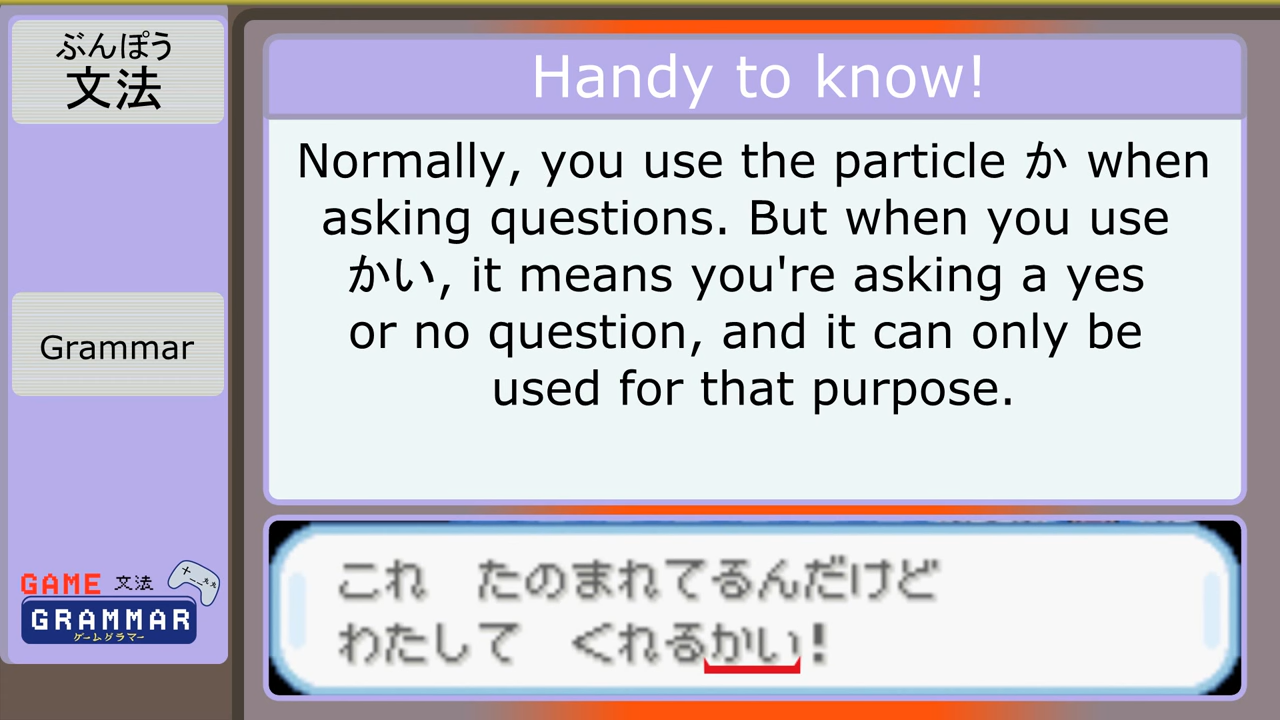 ぶんぽう
文法
Grammar
GAME 文法
GRAMMAR
ゲームグラマー
Handy to know!
Normally, you use the particle か when
asking questions. But when you use
かい, it means you're asking a yes
or no question, and it can only be
used for that purpose.
これ　たのまれてるんだけど
わたして　くれるかい！